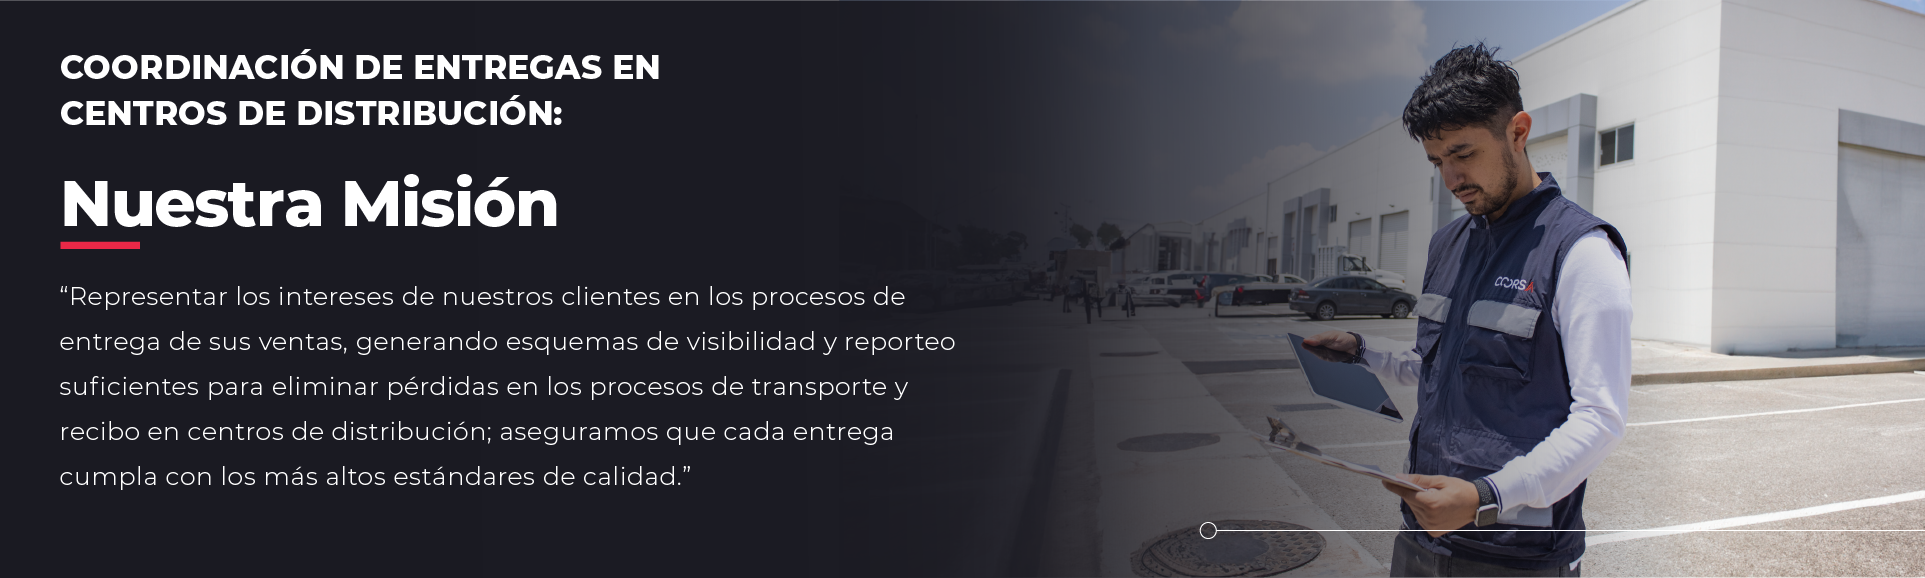 COORDINACIÓN DE ENTREGAS EN
CENTROS DE DISTRIBUCIÓN:
Nuestra Misión
“Representar los intereses de nuestros clientes en los procesos de
entrega de sus ventas, generando esquemas de visibilidad y reporteo
suficientes para eliminar pérdidas en los procesos de transporte y
recibo en centros de distribución; aseguramos que cada entrega
cumpla con los más altos estándares de calidad.”